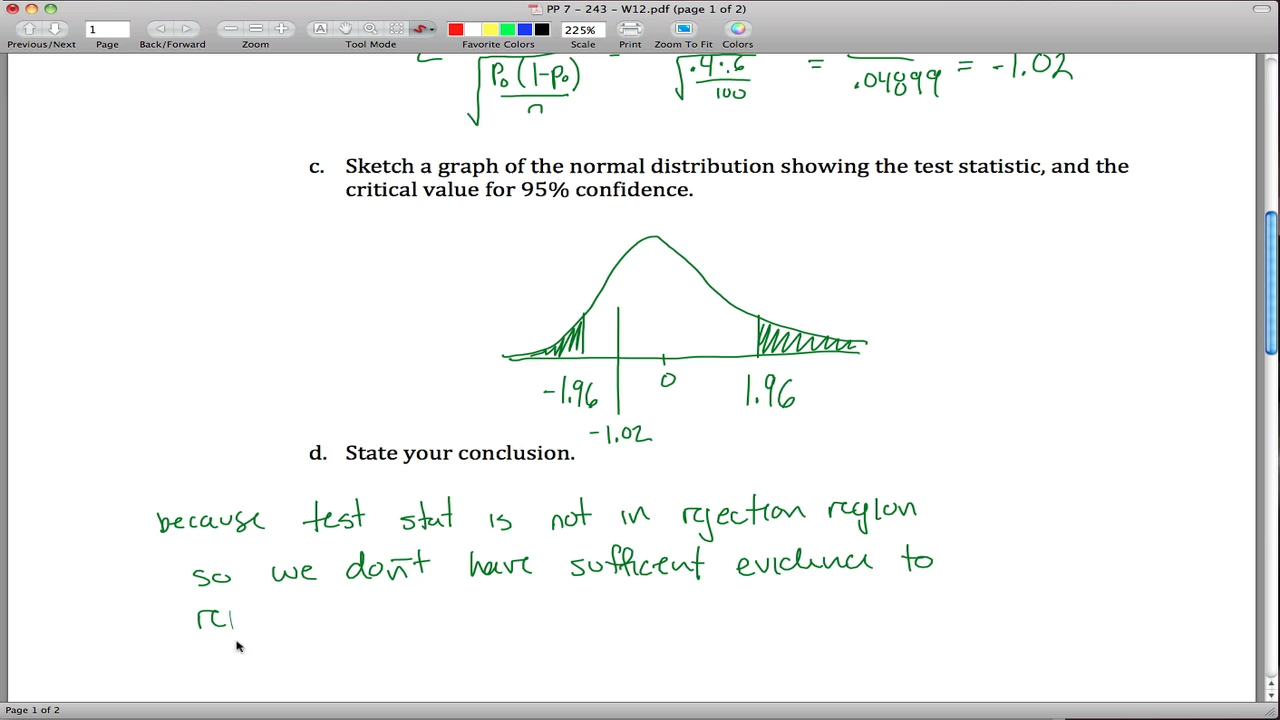 PP 7 - 243 - W12.pdf (page 1 of 2)
1
225%
Previous/Next Page Back/Forward Zoom Tool Mode Favorite Colors Scale Print Zoom To Fit Colors
√(P₀(1-P₀)/n) = √(.4·.6/100) = .04899 = -1.02
c. Sketch a graph of the normal distribution showing the test statistic, and the
critical value for 95% confidence.
-1.96 0 1.96
-1.02
d. State your conclusion.
because test stat is not in rejection region
so we don't have sufficient evidence to
Page 1 of 2